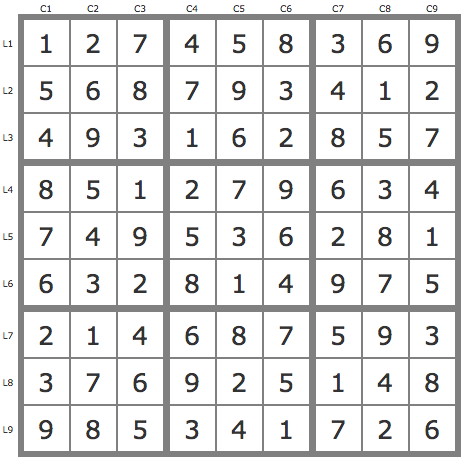 C1 C2 C3 C4 C5 C6 C7 C8 C9
L1 1 2 7 4 5 8 3 6 9
L2 5 6 8 7 9 3 4 1 2
L3 4 9 3 1 6 2 8 5 7
L4 8 5 1 2 7 9 6 3 4
L5 7 4 9 5 3 6 2 8 1
L6 6 3 2 8 1 4 9 7 5
L7 2 1 4 6 8 7 5 9 3
L8 3 7 6 9 2 5 1 4 8
L9 9 8 5 3 4 1 7 2 6